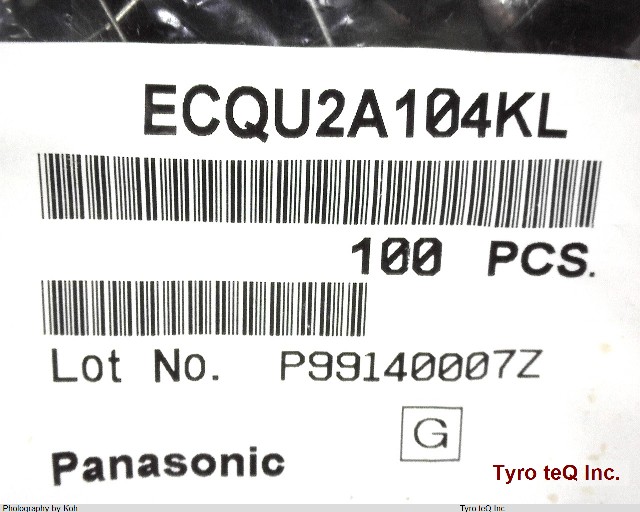 ECQU2A104KL
100 PCS.
Lot No. P99140007Z
G
Panasonic
Tyro teQ Inc.
Photography by Koh Tyro teQ Inc